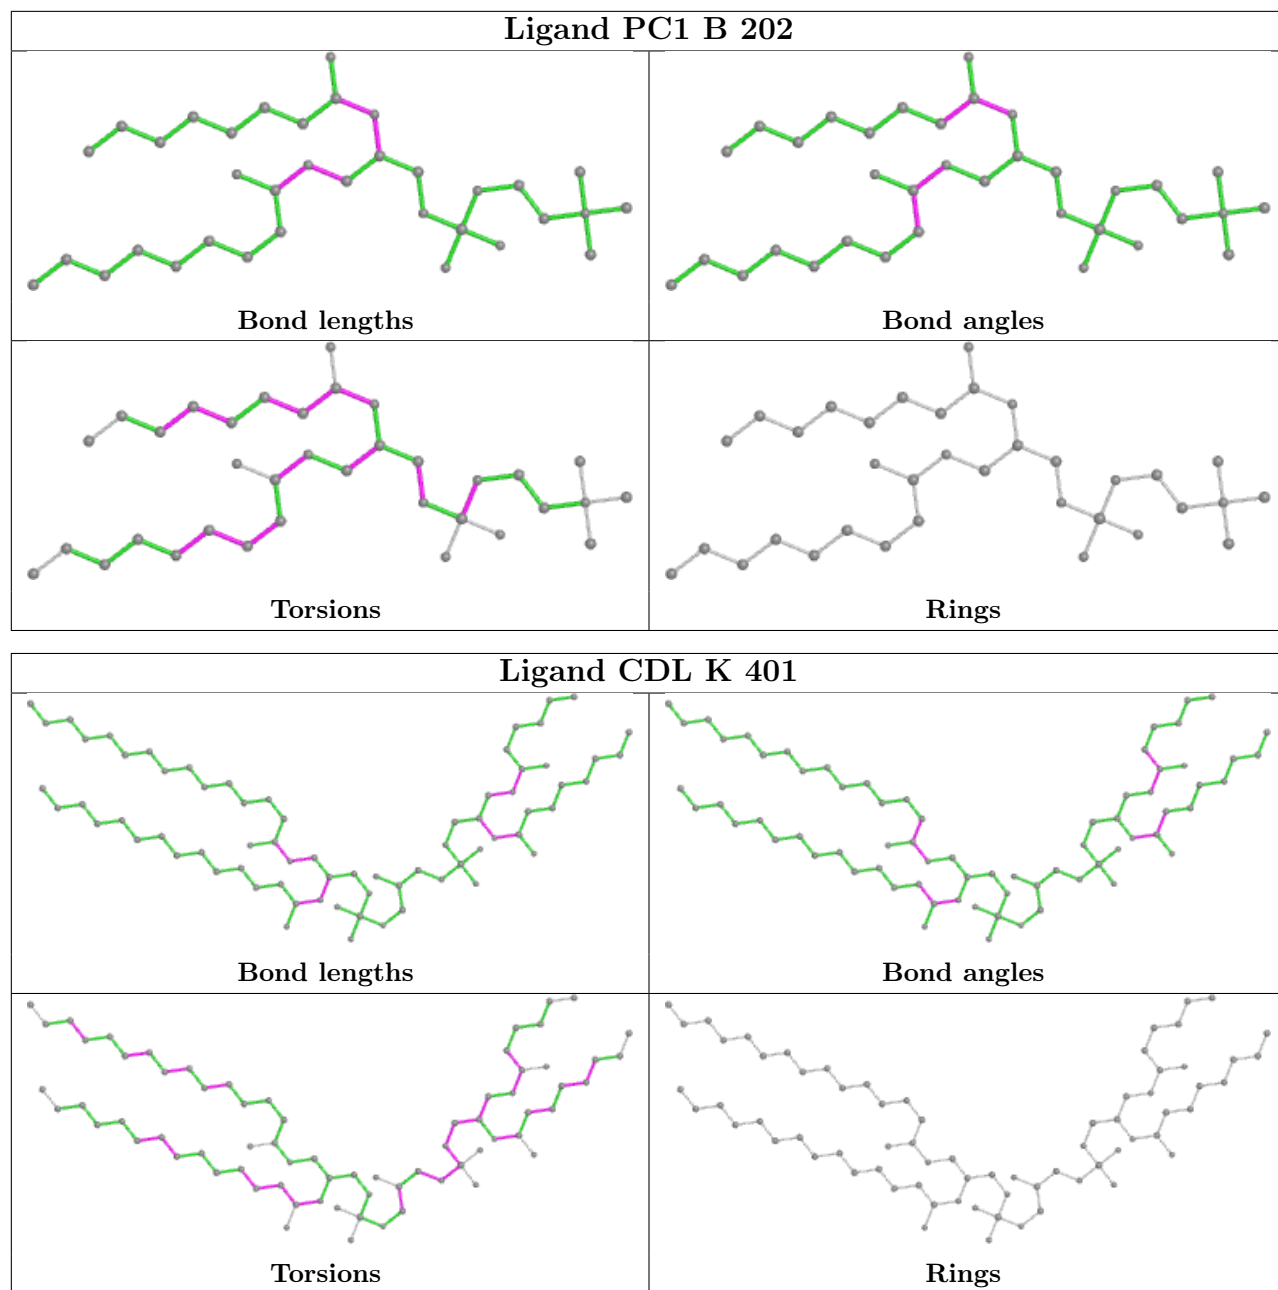 Ligand PC1 B 202
Bond lengths
Bond angles
Torsions
Rings
Ligand CDL K 401
Bond lengths
Bond angles
Torsions
Rings